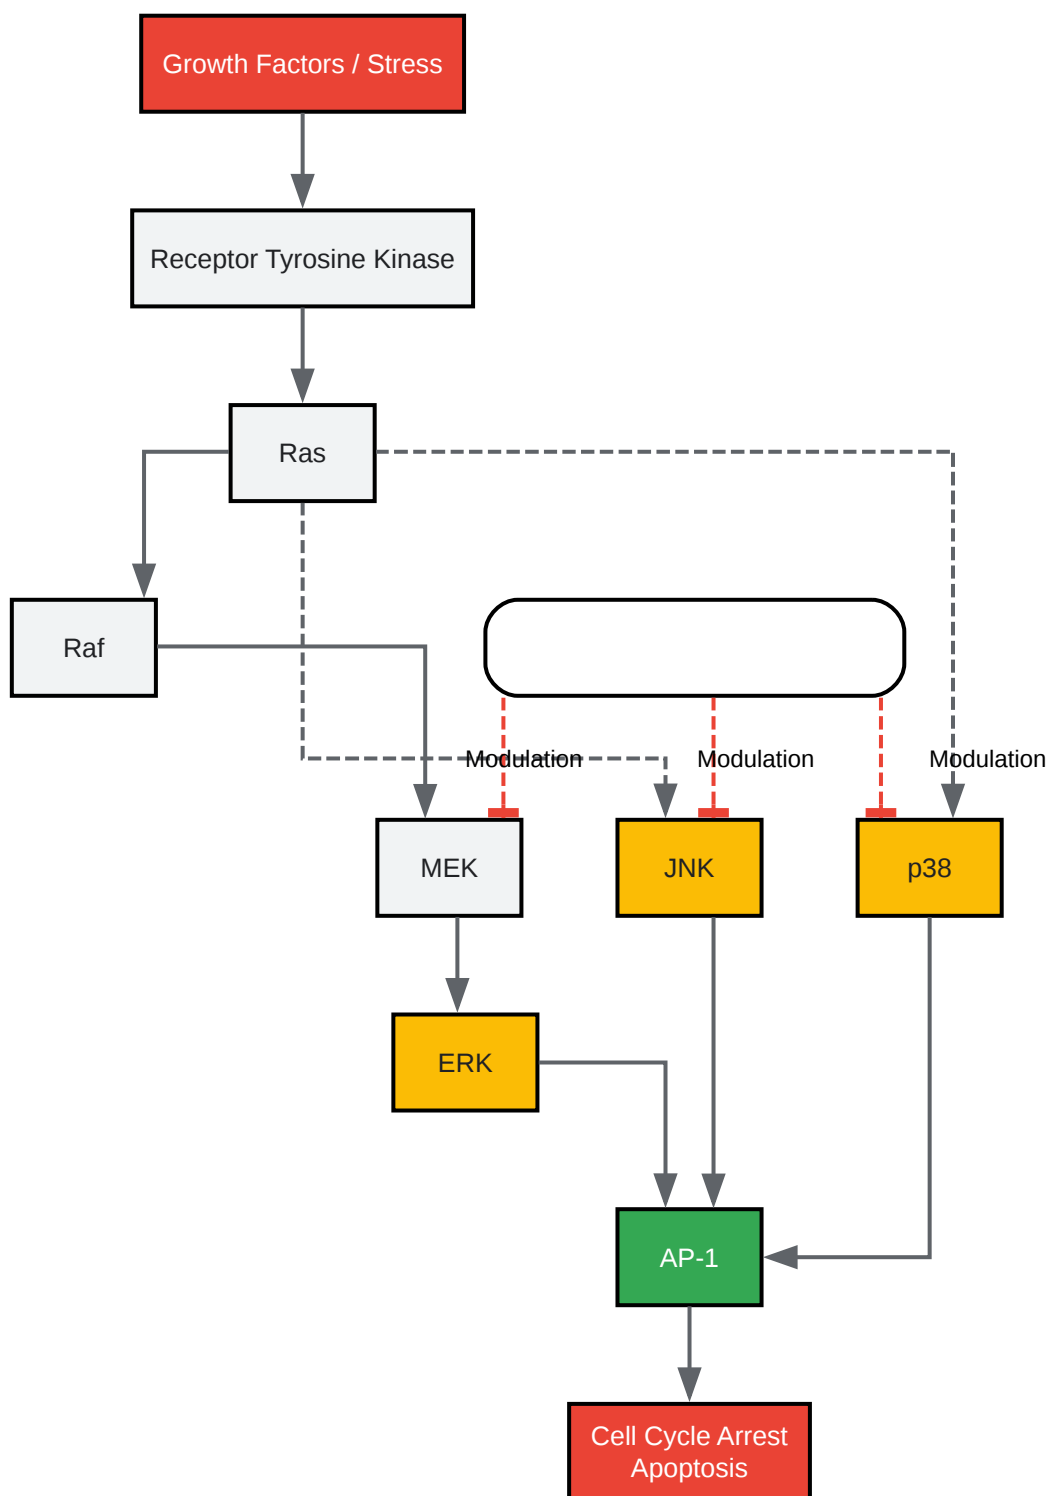 Growth Factors / Stress
Receptor Tyrosine Kinase
Ras
Raf
Modulation
Modulation
Modulation
MEK
JNK
p38
ERK
AP-1
Cell Cycle Arrest
Apoptosis